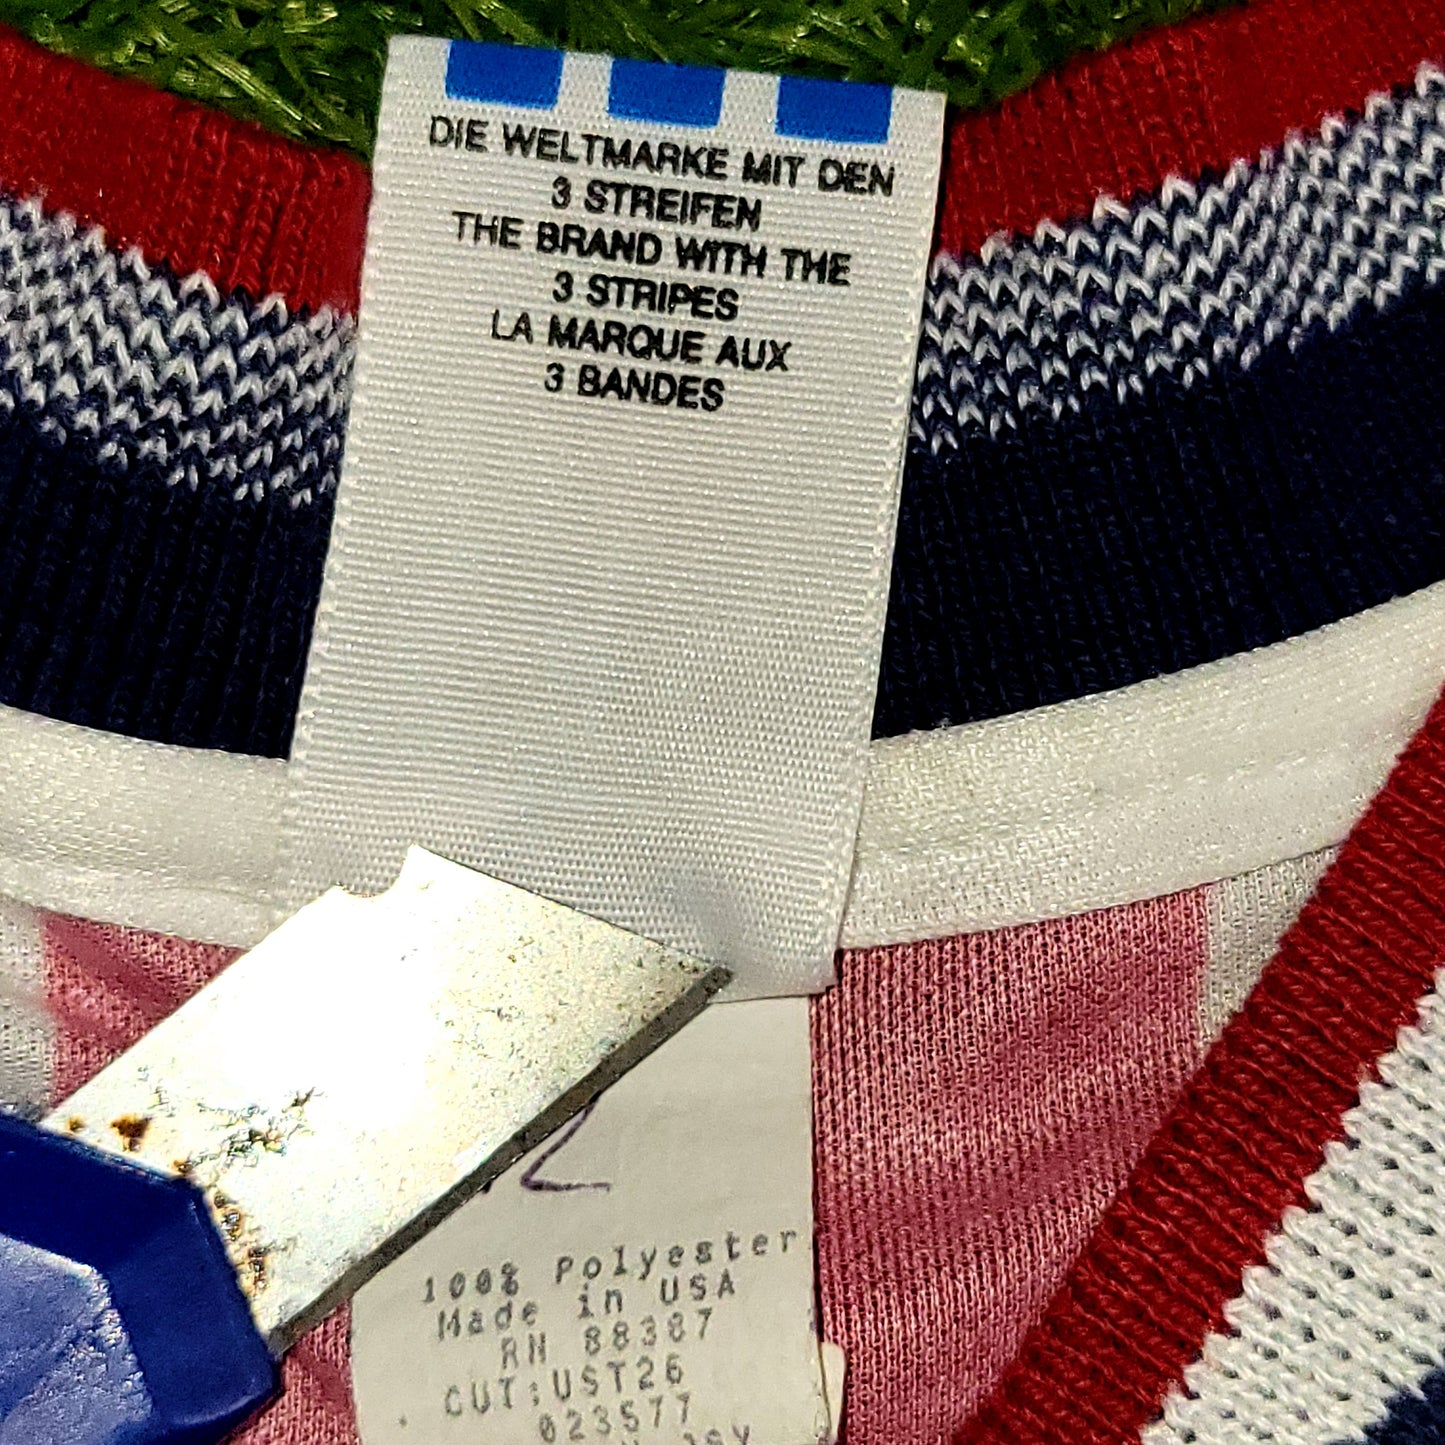 DIE WELTMARKE MIT DEN
3 STREIFEN
THE BRAND WITH THE
3 STRIPES
LA MARQUE AUX
3 BANDES
100% Polyester
Made in USA
RN 88387
CUT:UST26
023577